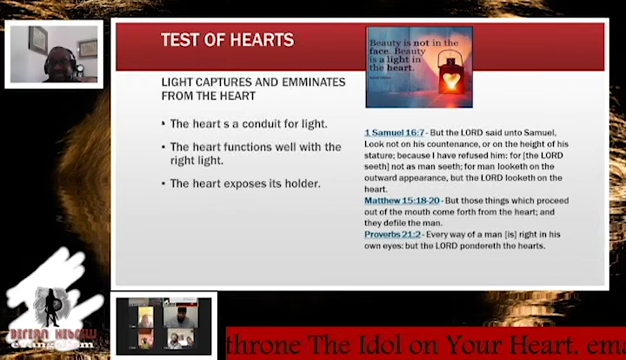 TEST OF HEARTS
LIGHT CAPTURES AND EMMINATES
FROM THE HEART
The heart s a conduit for light.
The heart functions well with the
right light.
The heart exposes its holder.
Beauty is not in the
face. Beauty
is a light in
the heart.
1 Samuel 16:7 - But the LORD said unto Samuel,
Look not on his countenance, or on the height of his
stature; because I have refused him: for [the LORD
seeth] not as man seeth; for man looketh on the
outward appearance, but the LORD looketh on the
heart.
Matthew 15:18-20 - But those things which proceed
out of the mouth come forth from the heart; and
they defile the man.
Proverbs 21:2 - Every way of a man [is] right in his
own eyes: but the LORD pondereth the hearts.
throne The Idol on Your Heart. ema